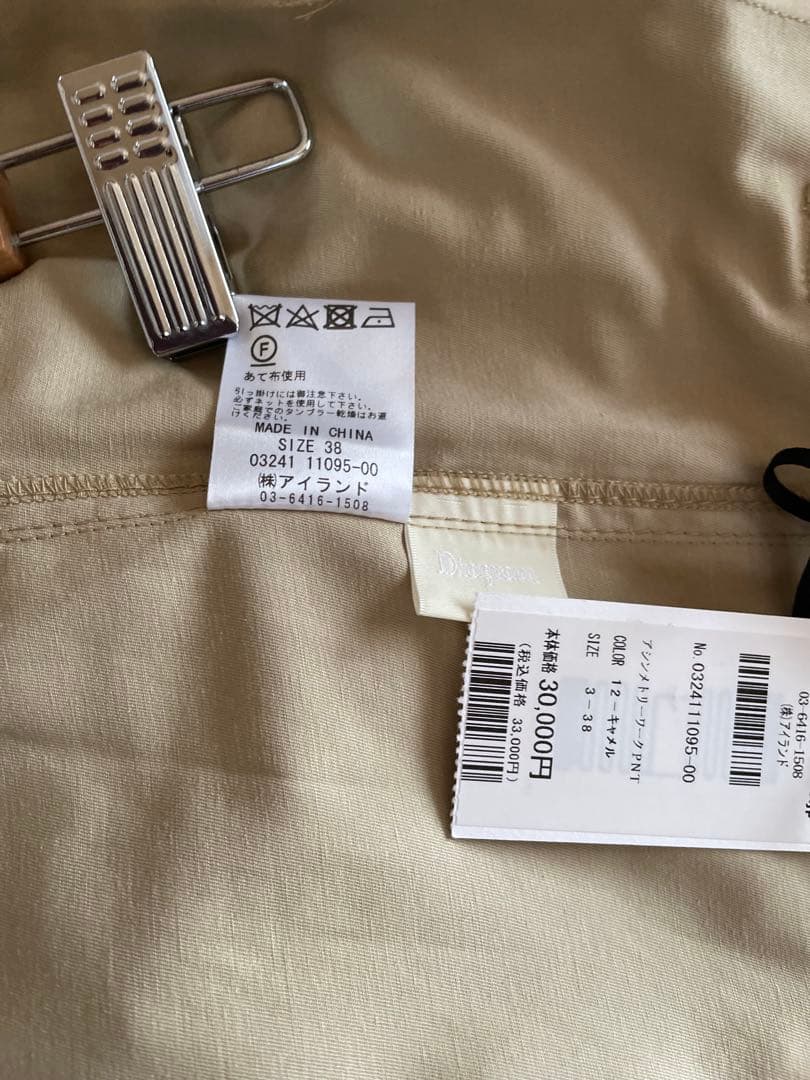 F
あて布使用
引っ掛けには御注意下さい。
必ずネットを使用して下さい。
ご家庭でのタンブラー乾燥はお避
けください。
MADE IN CHINA
SIZE 38
03241 11095-00
㈱アイランド
03-6416-1508
03-6416-1508
㈱アイランド
No. 0324111095-00
アシンメトリーワークPNT
COLOR 12-キャメル
SIZE 3-38
本体価格 30,000円
(税込価格 33,000円)